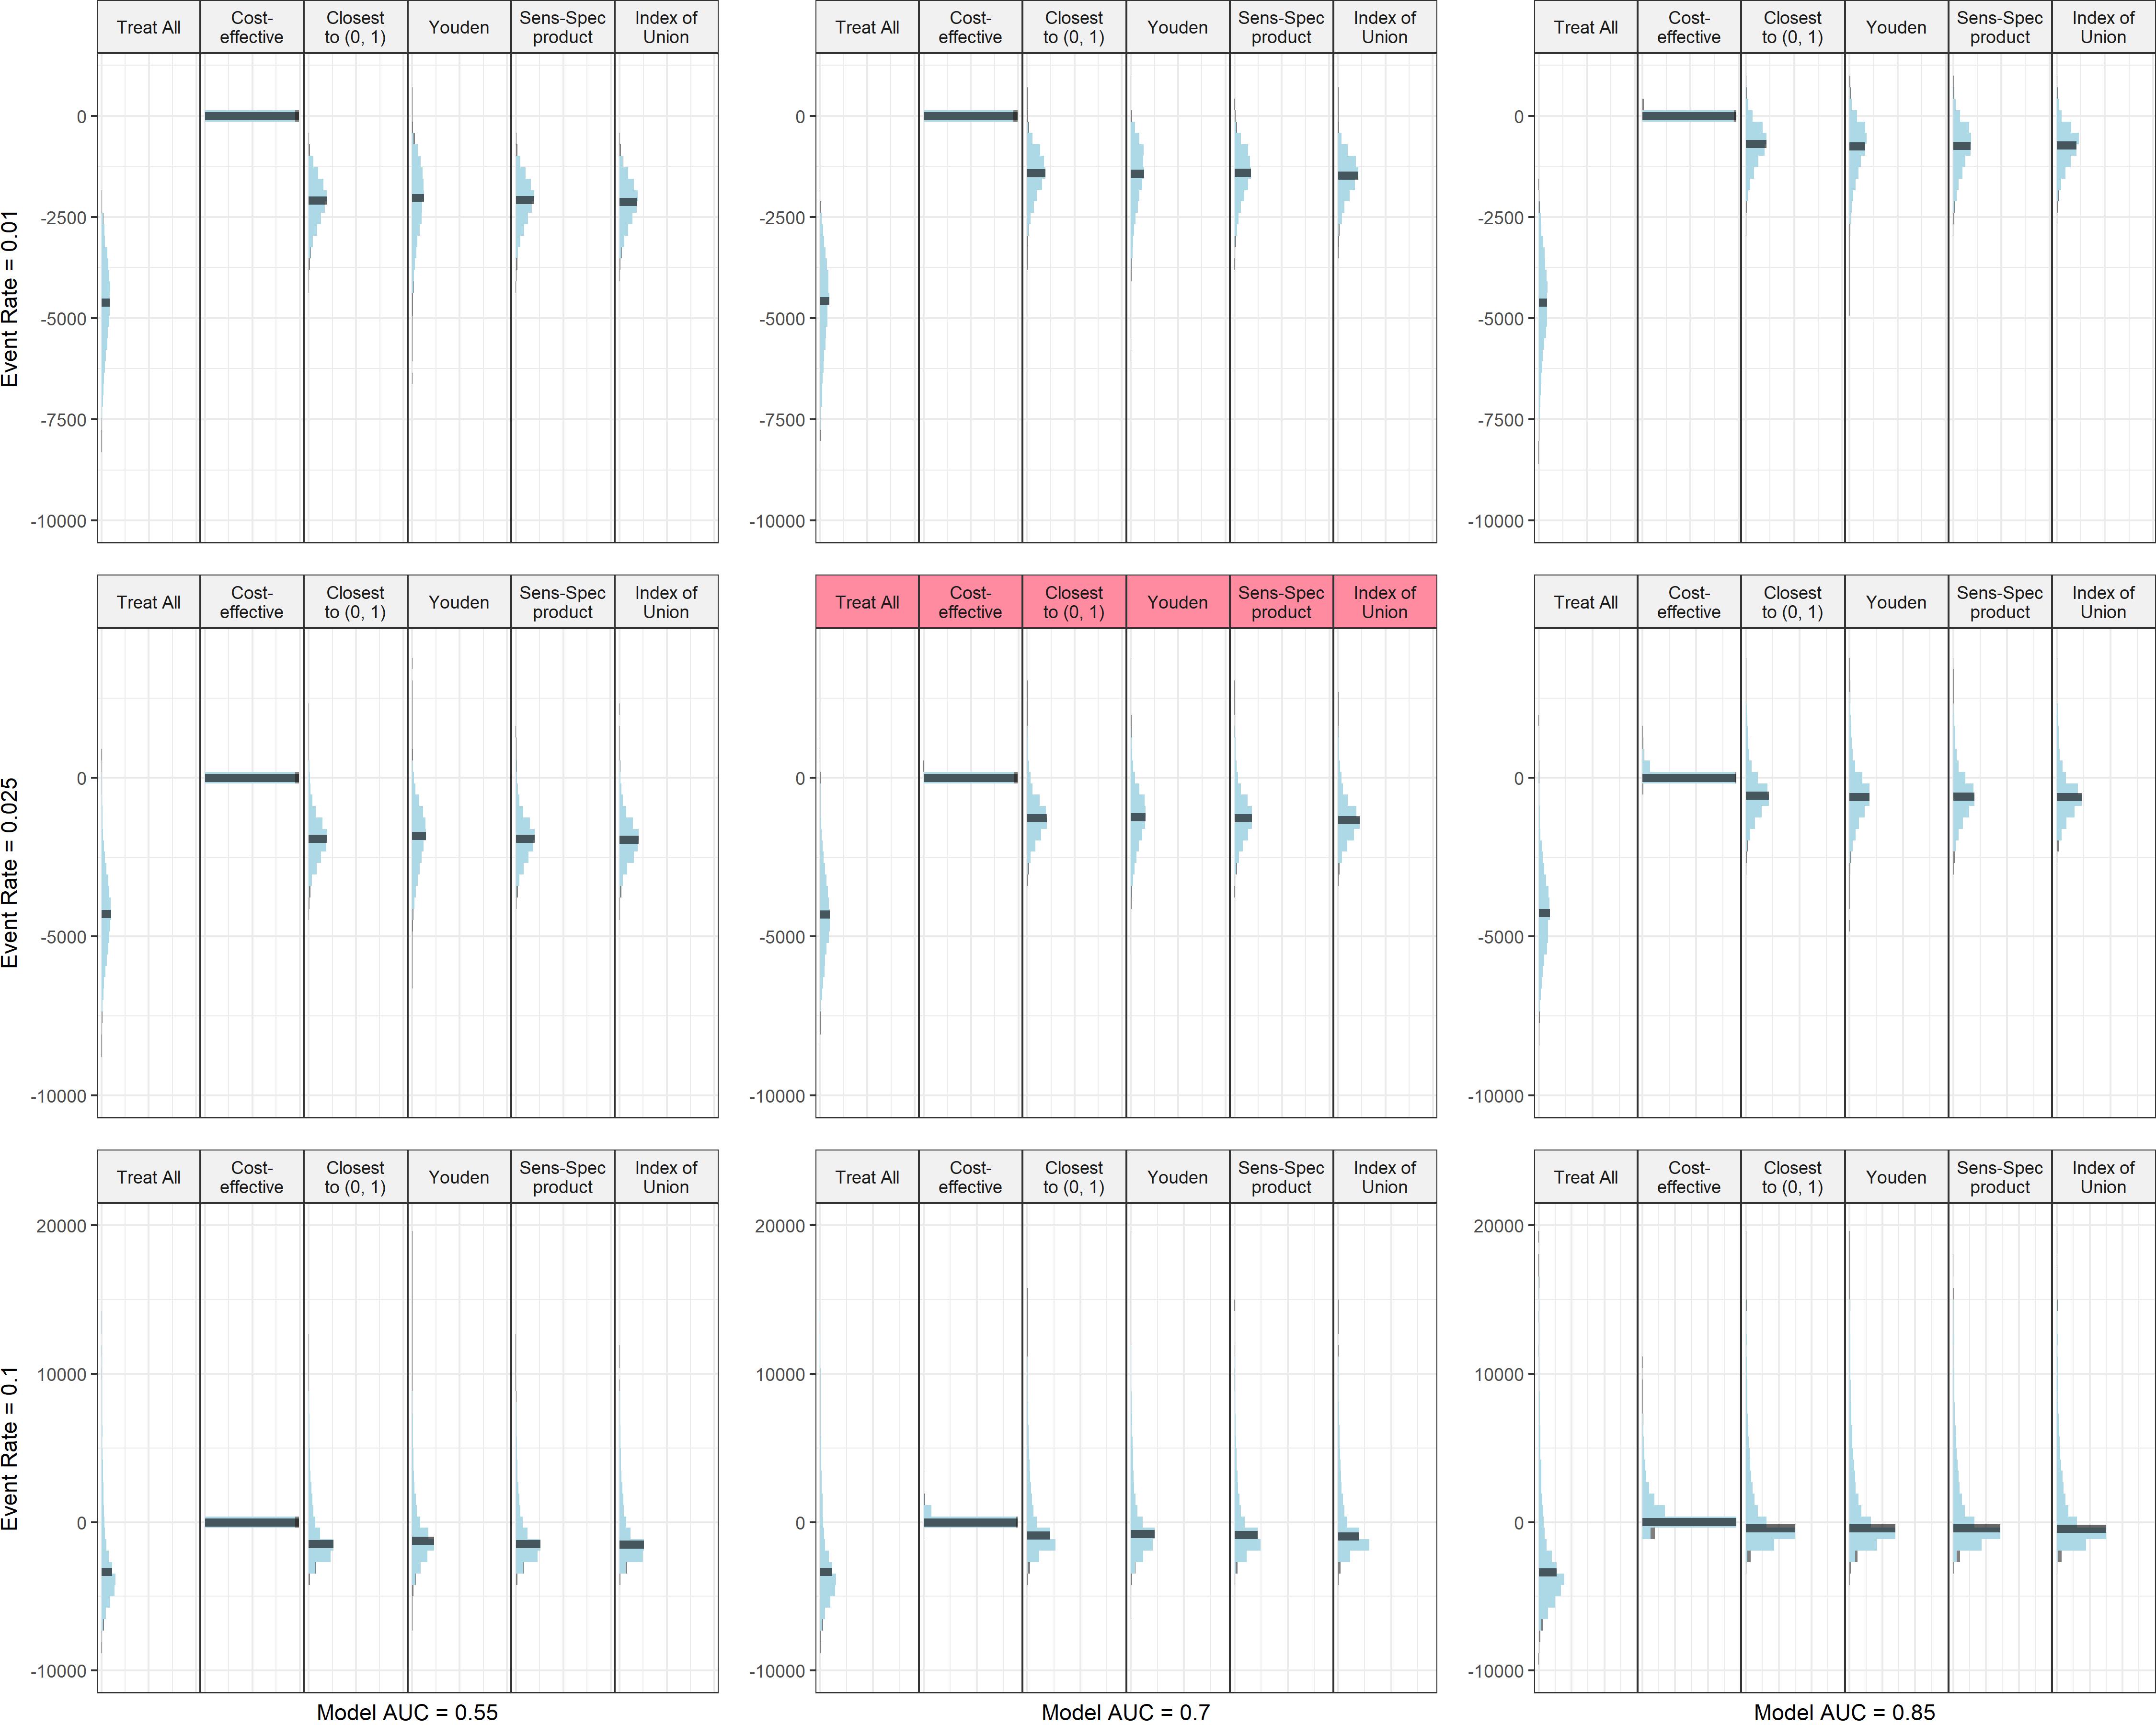 Treat All Cost- Closest Youden Sens-Spec Index of Treat All Cost- Closest Youden Sens-Spec Index of Treat All Cost- Closest Youden Sens-Spec Index of
effective to (0, 1) product Union effective to (0, 1) product Union effective to (0, 1) product Union
0 0 0
-2500 -2500 -2500
Event Rate = 0.01
-5000 -5000 -5000
-7500 -7500 -7500
-10000 -10000 -10000
Treat All Cost- Closest Youden Sens-Spec Index of Treat All Cost- Closest Youden Sens-Spec Index of Treat All Cost- Closest Youden Sens-Spec Index of
effective to (0, 1) product Union effective to (0, 1) product Union effective to (0, 1) product Union
0 0 0
Event Rate = 0.025
-5000 -5000 -5000
-10000 -10000 -10000
Treat All Cost- Closest Youden Sens-Spec Index of Treat All Cost- Closest Youden Sens-Spec Index of Treat All Cost- Closest Youden Sens-Spec Index of
effective to (0, 1) product Union effective to (0, 1) product Union effective to (0, 1) product Union
20000 20000 20000
10000 10000 10000
Event Rate = 0.1
0 0 0
-10000 -10000 -10000
Model AUC = 0.55 Model AUC = 0.7 Model AUC = 0.85